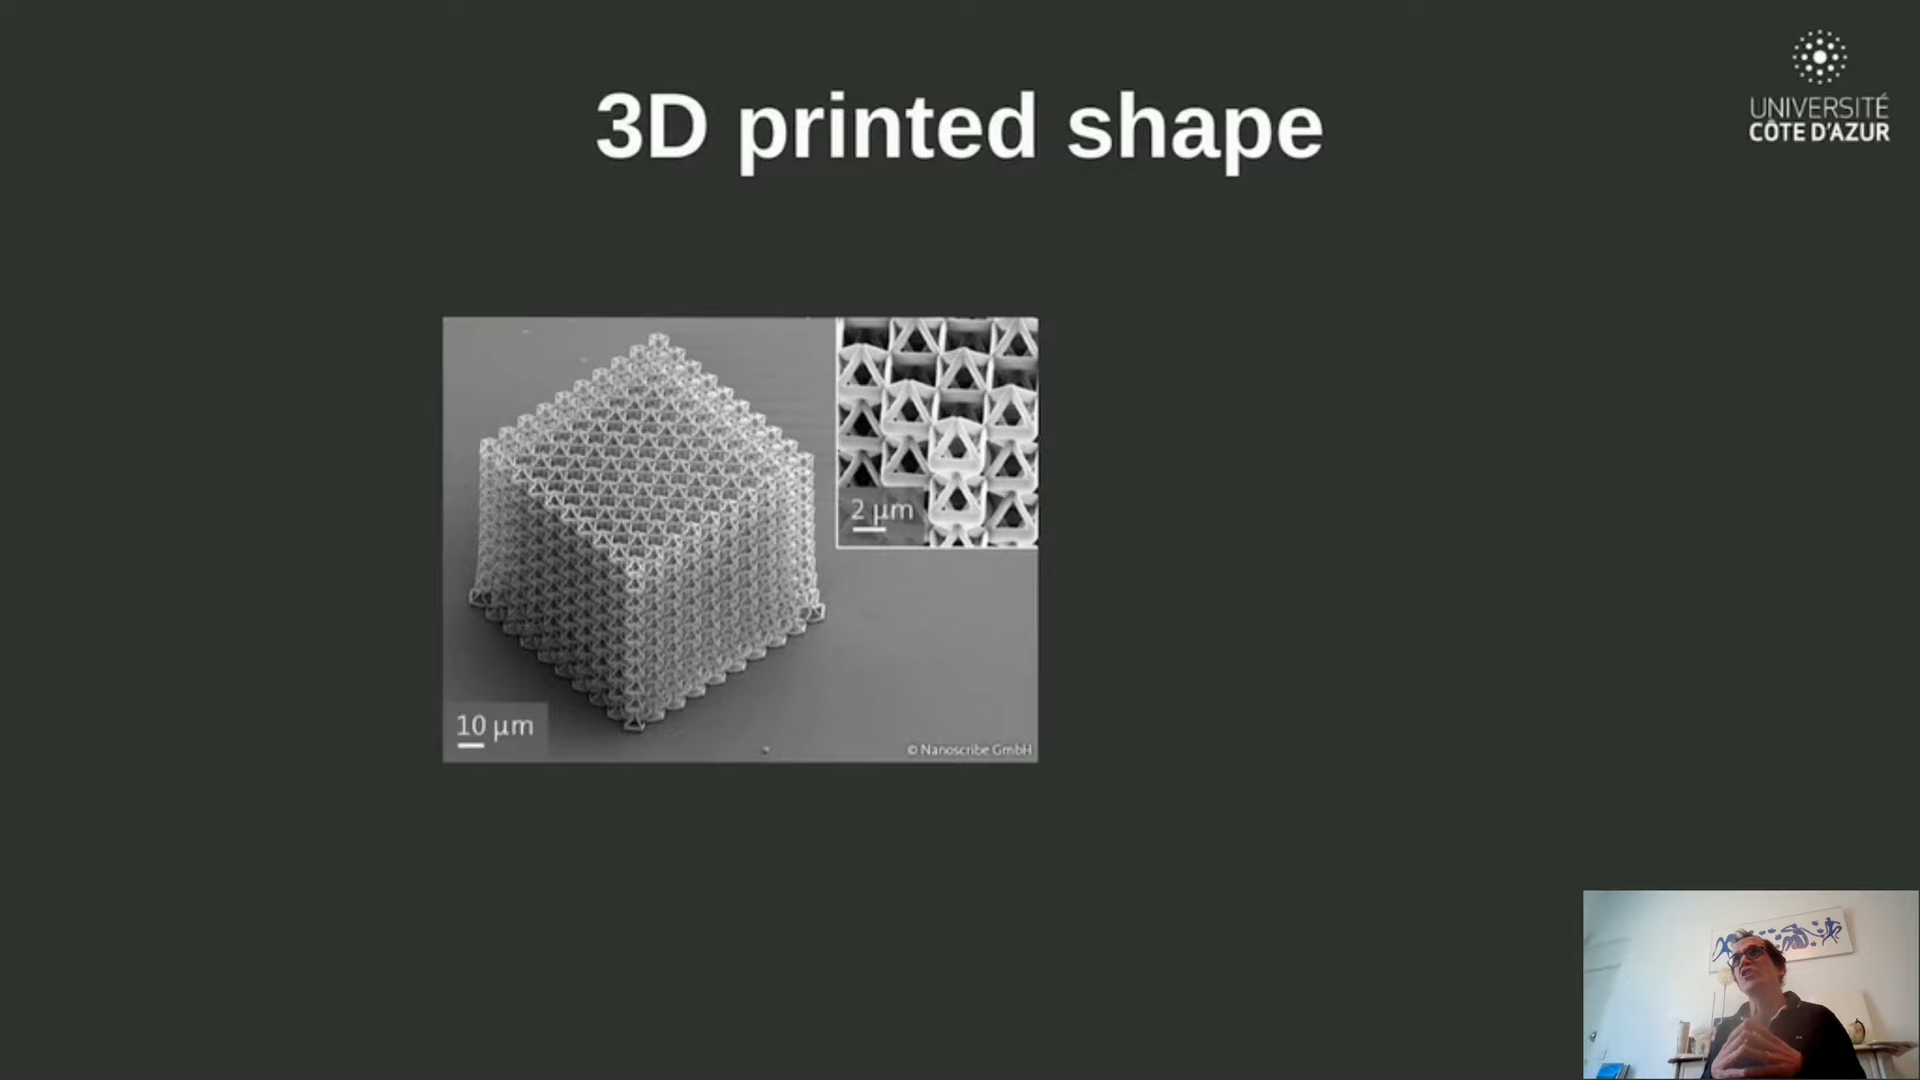 3D printed shape
UNIVERSITÉ
CÔTE D'AZUR
2 µm
10 µm
© Nanoscribe GmbH